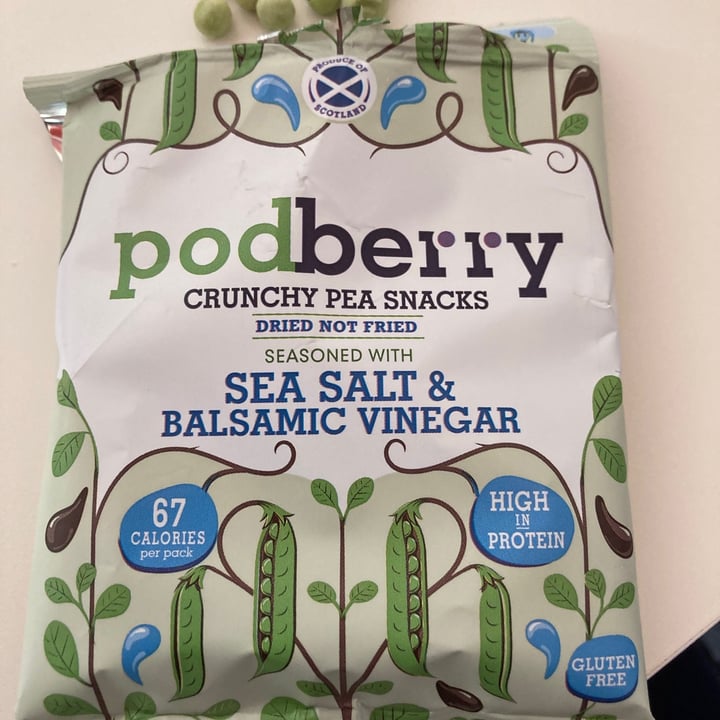 PRODUCE OF
SCOTLAND
podberry
CRUNCHY PEA SNACKS
DRIED NOT FRIED
SEASONED WITH
SEA SALT &
BALSAMIC VINEGAR
67
CALORIES
per pack
HIGH
IN
PROTEIN
GLUTEN
FREE